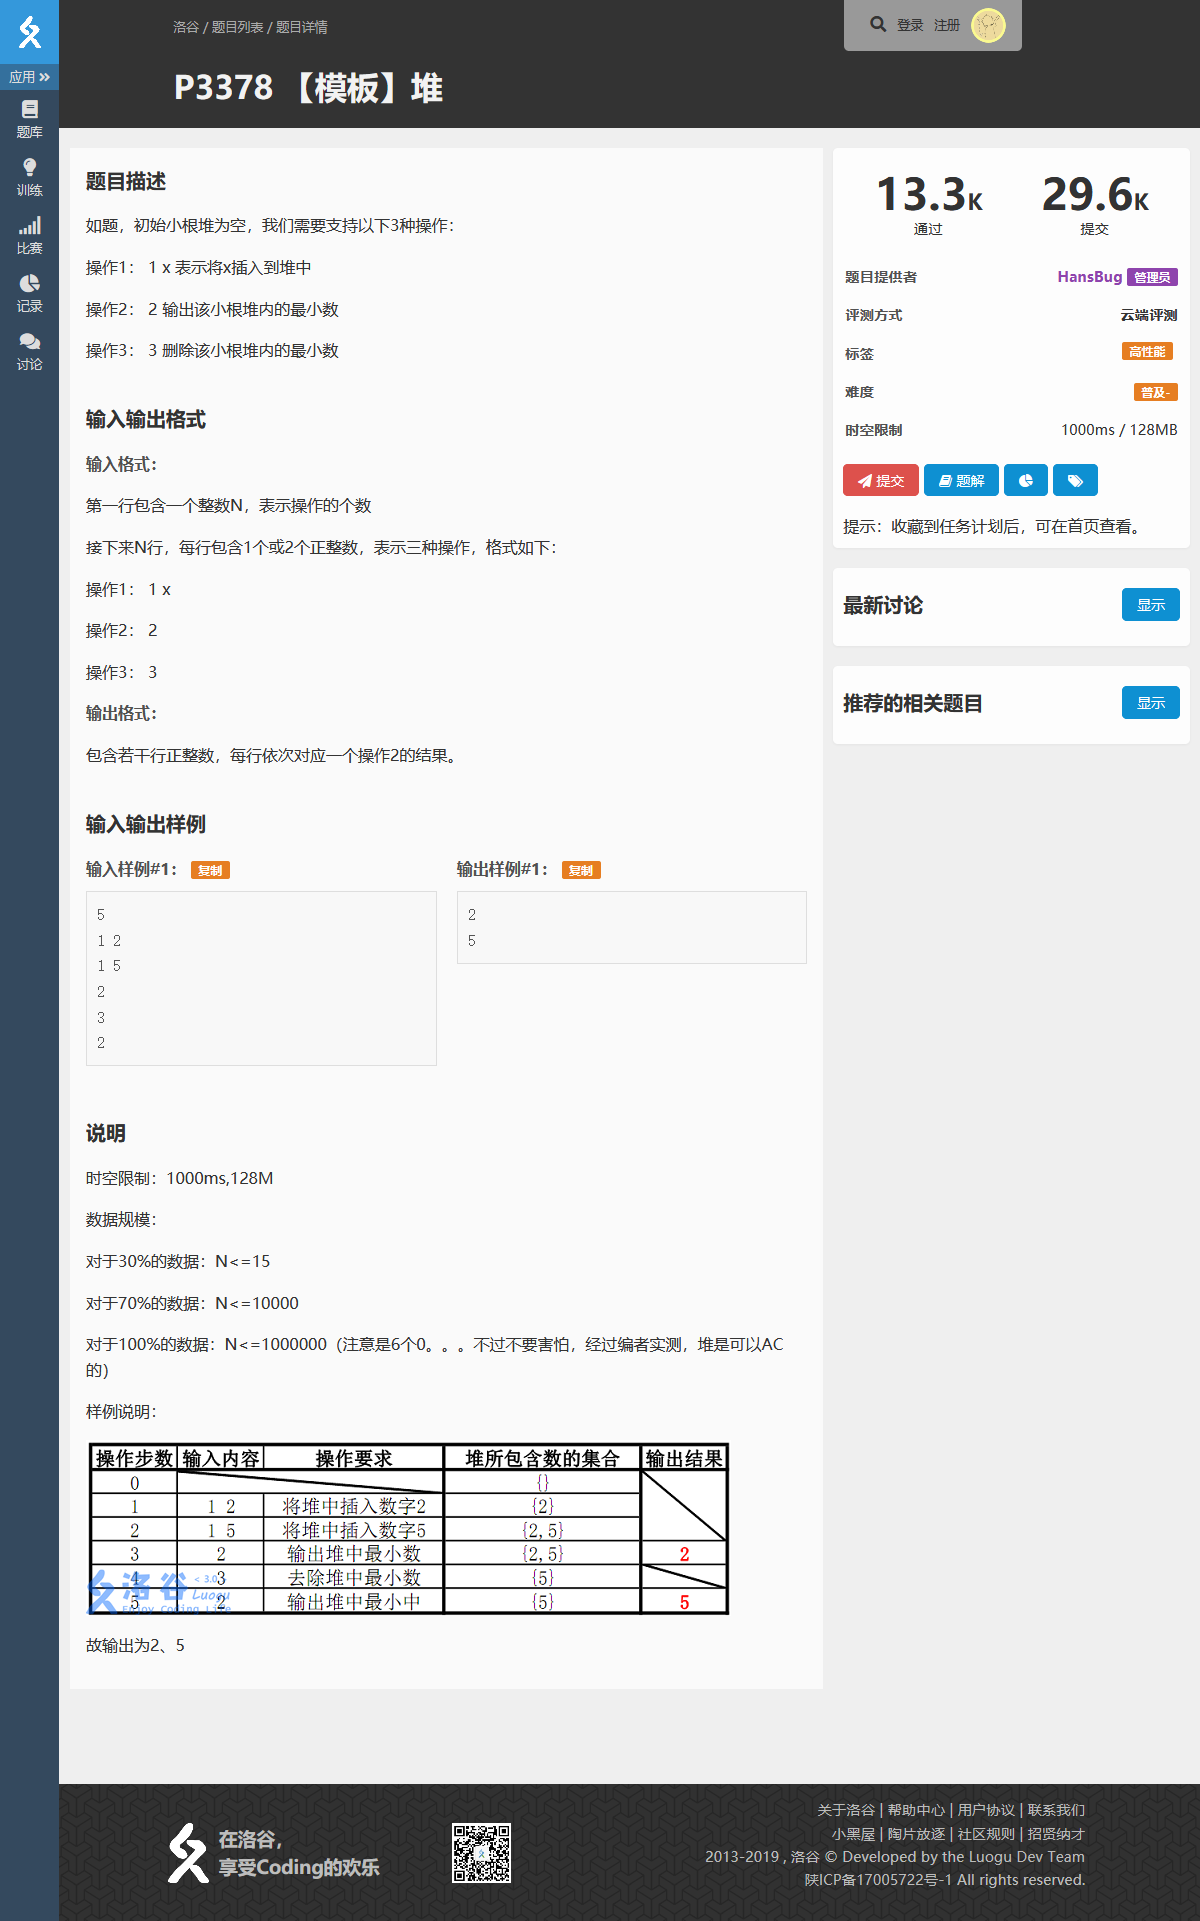 洛谷 / 题目列表 / 题目详情
登录 注册
P3378 【模板】堆
应用
题库
训练
比赛
记录
讨论
题目描述
如题，初始小根堆为空，我们需要支持以下3种操作：
操作1： 1 x 表示将x插入到堆中
操作2： 2 输出该小根堆内的最小数
操作3： 3 删除该小根堆内的最小数
输入输出格式
输入格式：
第一行包含一个整数N，表示操作的个数
接下来N行，每行包含1个或2个正整数，表示三种操作，格式如下：
操作1： 1 x
操作2： 2
操作3： 3
输出格式：
包含若干行正整数，每行依次对应一个操作2的结果。
输入输出样例
输入样例#1： 复制
5
1 2
1 5
2
3
2
输出样例#1： 复制
2
5
说明
时空限制：1000ms,128M
数据规模：
对于30%的数据：N<=15
对于70%的数据：N<=10000
对于100%的数据：N<=1000000（注意是6个0。。。不过不要害怕，经过编者实测，堆是可以AC
的）
样例说明：
操作步数 输入内容 操作要求 堆所包含数的集合 输出结果
0 {}
1 1 2 将堆中插入数字2 {2}
2 1 5 将堆中插入数字5 {2,5}
3 2 输出堆中最小数 {2,5} 2
4 3 去除堆中最小数 {5}
5 2 输出堆中最小中 {5} 5
洛谷 < 3.0
Luogu
Enjoy Coding Life
故输出为2、5
13.3K 29.6K
通过 提交
题目提供者 HansBug 管理员
评测方式 云端评测
标签 高性能
难度 普及-
时空限制 1000ms / 128MB
提交 题解
提示：收藏到任务计划后，可在首页查看。
最新讨论 显示
推荐的相关题目 显示
在洛谷，
享受Coding的欢乐
关于洛谷 | 帮助中心 | 用户协议 | 联系我们
小黑屋 | 陶片放逐 | 社区规则 | 招贤纳才
2013-2019 , 洛谷 © Developed by the Luogu Dev Team
陕ICP备17005722号-1 All rights reserved.